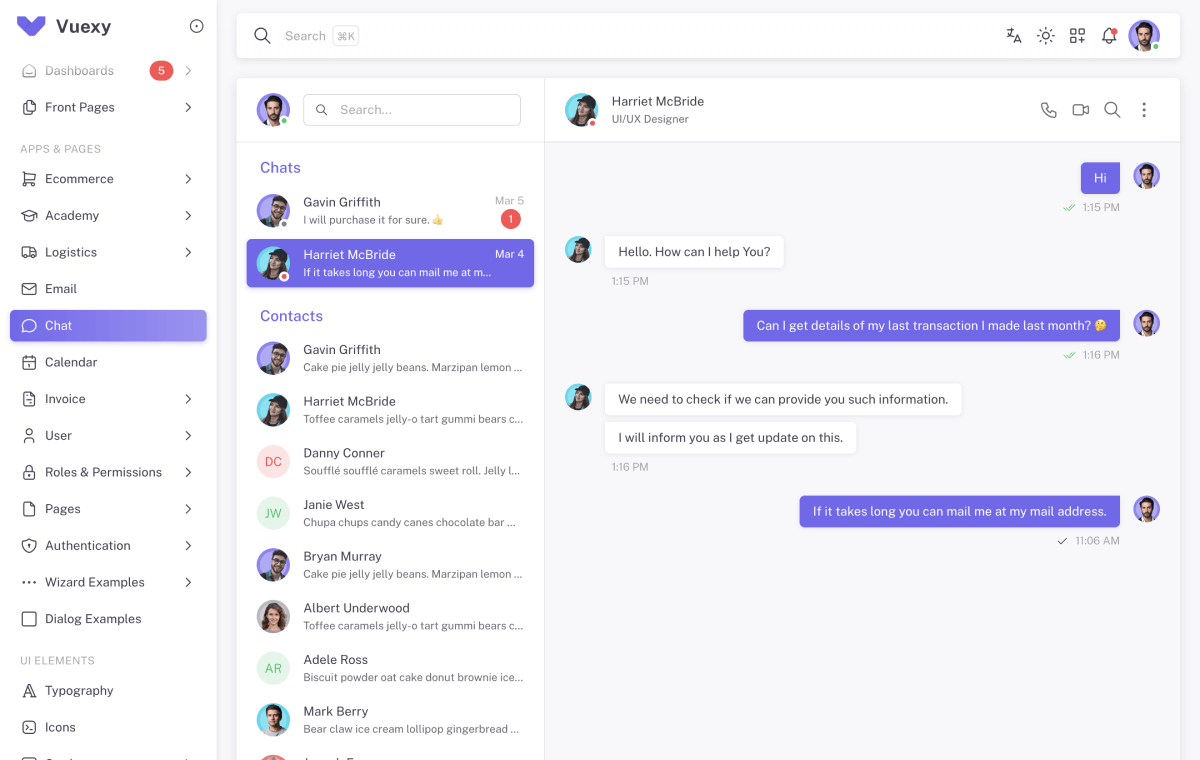 Vuexy
Dashboards 5
Front Pages
APPS & PAGES
Ecommerce
Academy
Logistics
Email
Chat
Calendar
Invoice
User
Roles & Permissions
Pages
Authentication
Wizard Examples
Dialog Examples
UI ELEMENTS
Typography
Icons
Search ⌘K
Search...
Chats
Gavin Griffith Mar 5
I will purchase it for sure. 👍 1
Harriet McBride Mar 4
If it takes long you can mail me at m...
Contacts
Gavin Griffith
Cake pie jelly jelly beans. Marzipan lemon ...
Harriet McBride
Toffee caramels jelly-o tart gummi bears c...
DC
Danny Conner
Soufflé soufflé caramels sweet roll. Jelly l...
JW
Janie West
Chupa chups candy canes chocolate bar ...
Bryan Murray
Cake pie jelly jelly beans. Marzipan lemon ...
Albert Underwood
Toffee caramels jelly-o tart gummi bears c...
AR
Adele Ross
Biscuit powder oat cake donut brownie ice...
Mark Berry
Bear claw ice cream lollipop gingerbread ...
Harriet McBride
UI/UX Designer
Hi
1:15 PM
Hello. How can I help You?
1:15 PM
Can I get details of my last transaction I made last month? 🤔
1:16 PM
We need to check if we can provide you such information.
I will inform you as I get update on this.
1:16 PM
If it takes long you can mail me at my mail address.
11:06 AM